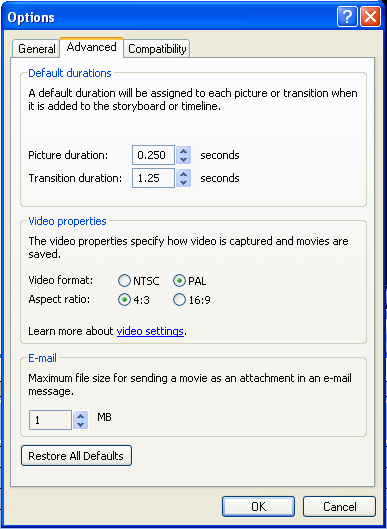 Options
General Advanced Compatibility
Default durations
A default duration will be assigned to each picture or transition when
it is added to the storyboard or timeline.
Picture duration: 0.250 seconds
Transition duration: 1.25 seconds
Video properties
The video properties specify how video is captured and movies are
saved.
Video format: NTSC PAL
Aspect ratio: 4:3 16:9
Learn more about video settings.
E-mail
Maximum file size for sending a movie as an attachment in an e-mail
message.
1 MB
Restore All Defaults
OK Cancel